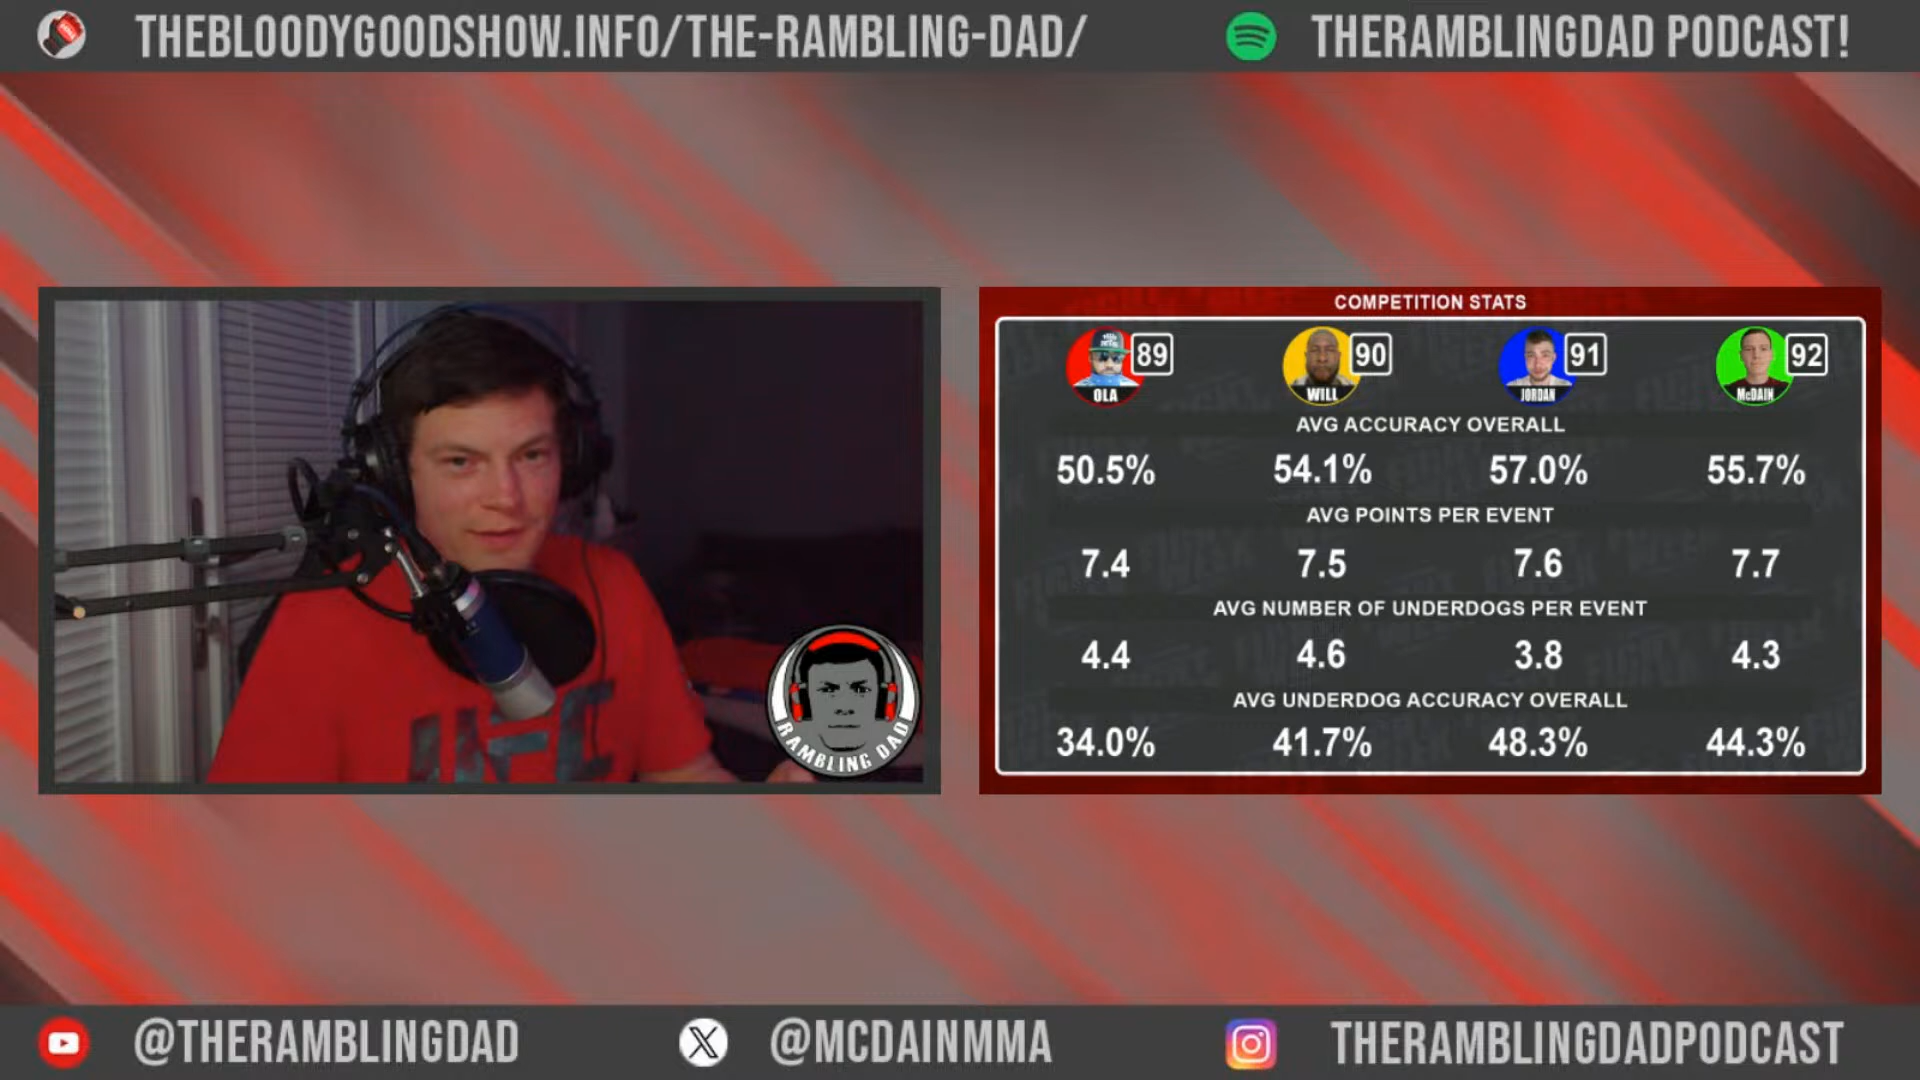 THEBLOODYGOODSHOW.INFO/THE-RAMBLING-DAD/
THERAMBLINGDAD PODCAST!
UFC
RAMBLING DAD
COMPETITION STATS
89 90 91 92
OLA WILL JORDAN McDAIN
AVG ACCURACY OVERALL
50.5% 54.1% 57.0% 55.7%
AVG POINTS PER EVENT
7.4 7.5 7.6 7.7
AVG NUMBER OF UNDERDOGS PER EVENT
4.4 4.6 3.8 4.3
AVG UNDERDOG ACCURACY OVERALL
34.0% 41.7% 48.3% 44.3%
@THERAMBLINGDAD
@MCDAINMMA
THERAMBLINGDADPODCAST